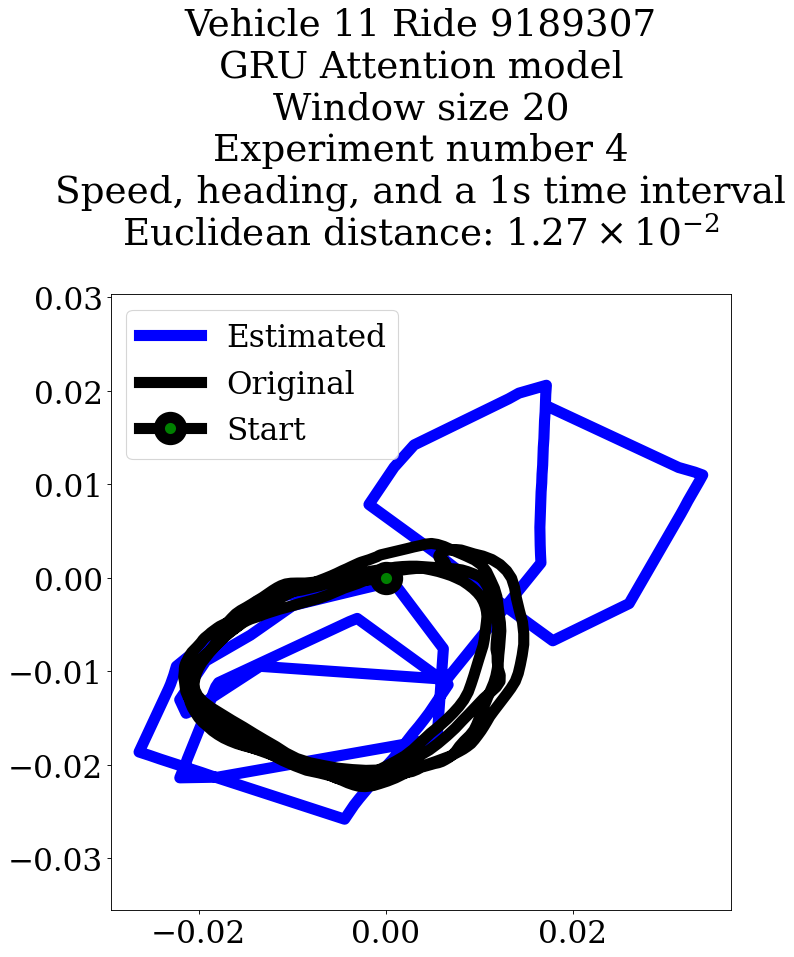 Vehicle 11 Ride 9189307
GRU Attention model
Window size 20
Experiment number 4
Speed, heading, and a 1s time interval
Euclidean distance: 1.27 × 10⁻²
0.03
Estimated
0.02
Original
Start
0.01
0.00
−0.01
−0.02
−0.03
−0.02 0.00 0.02